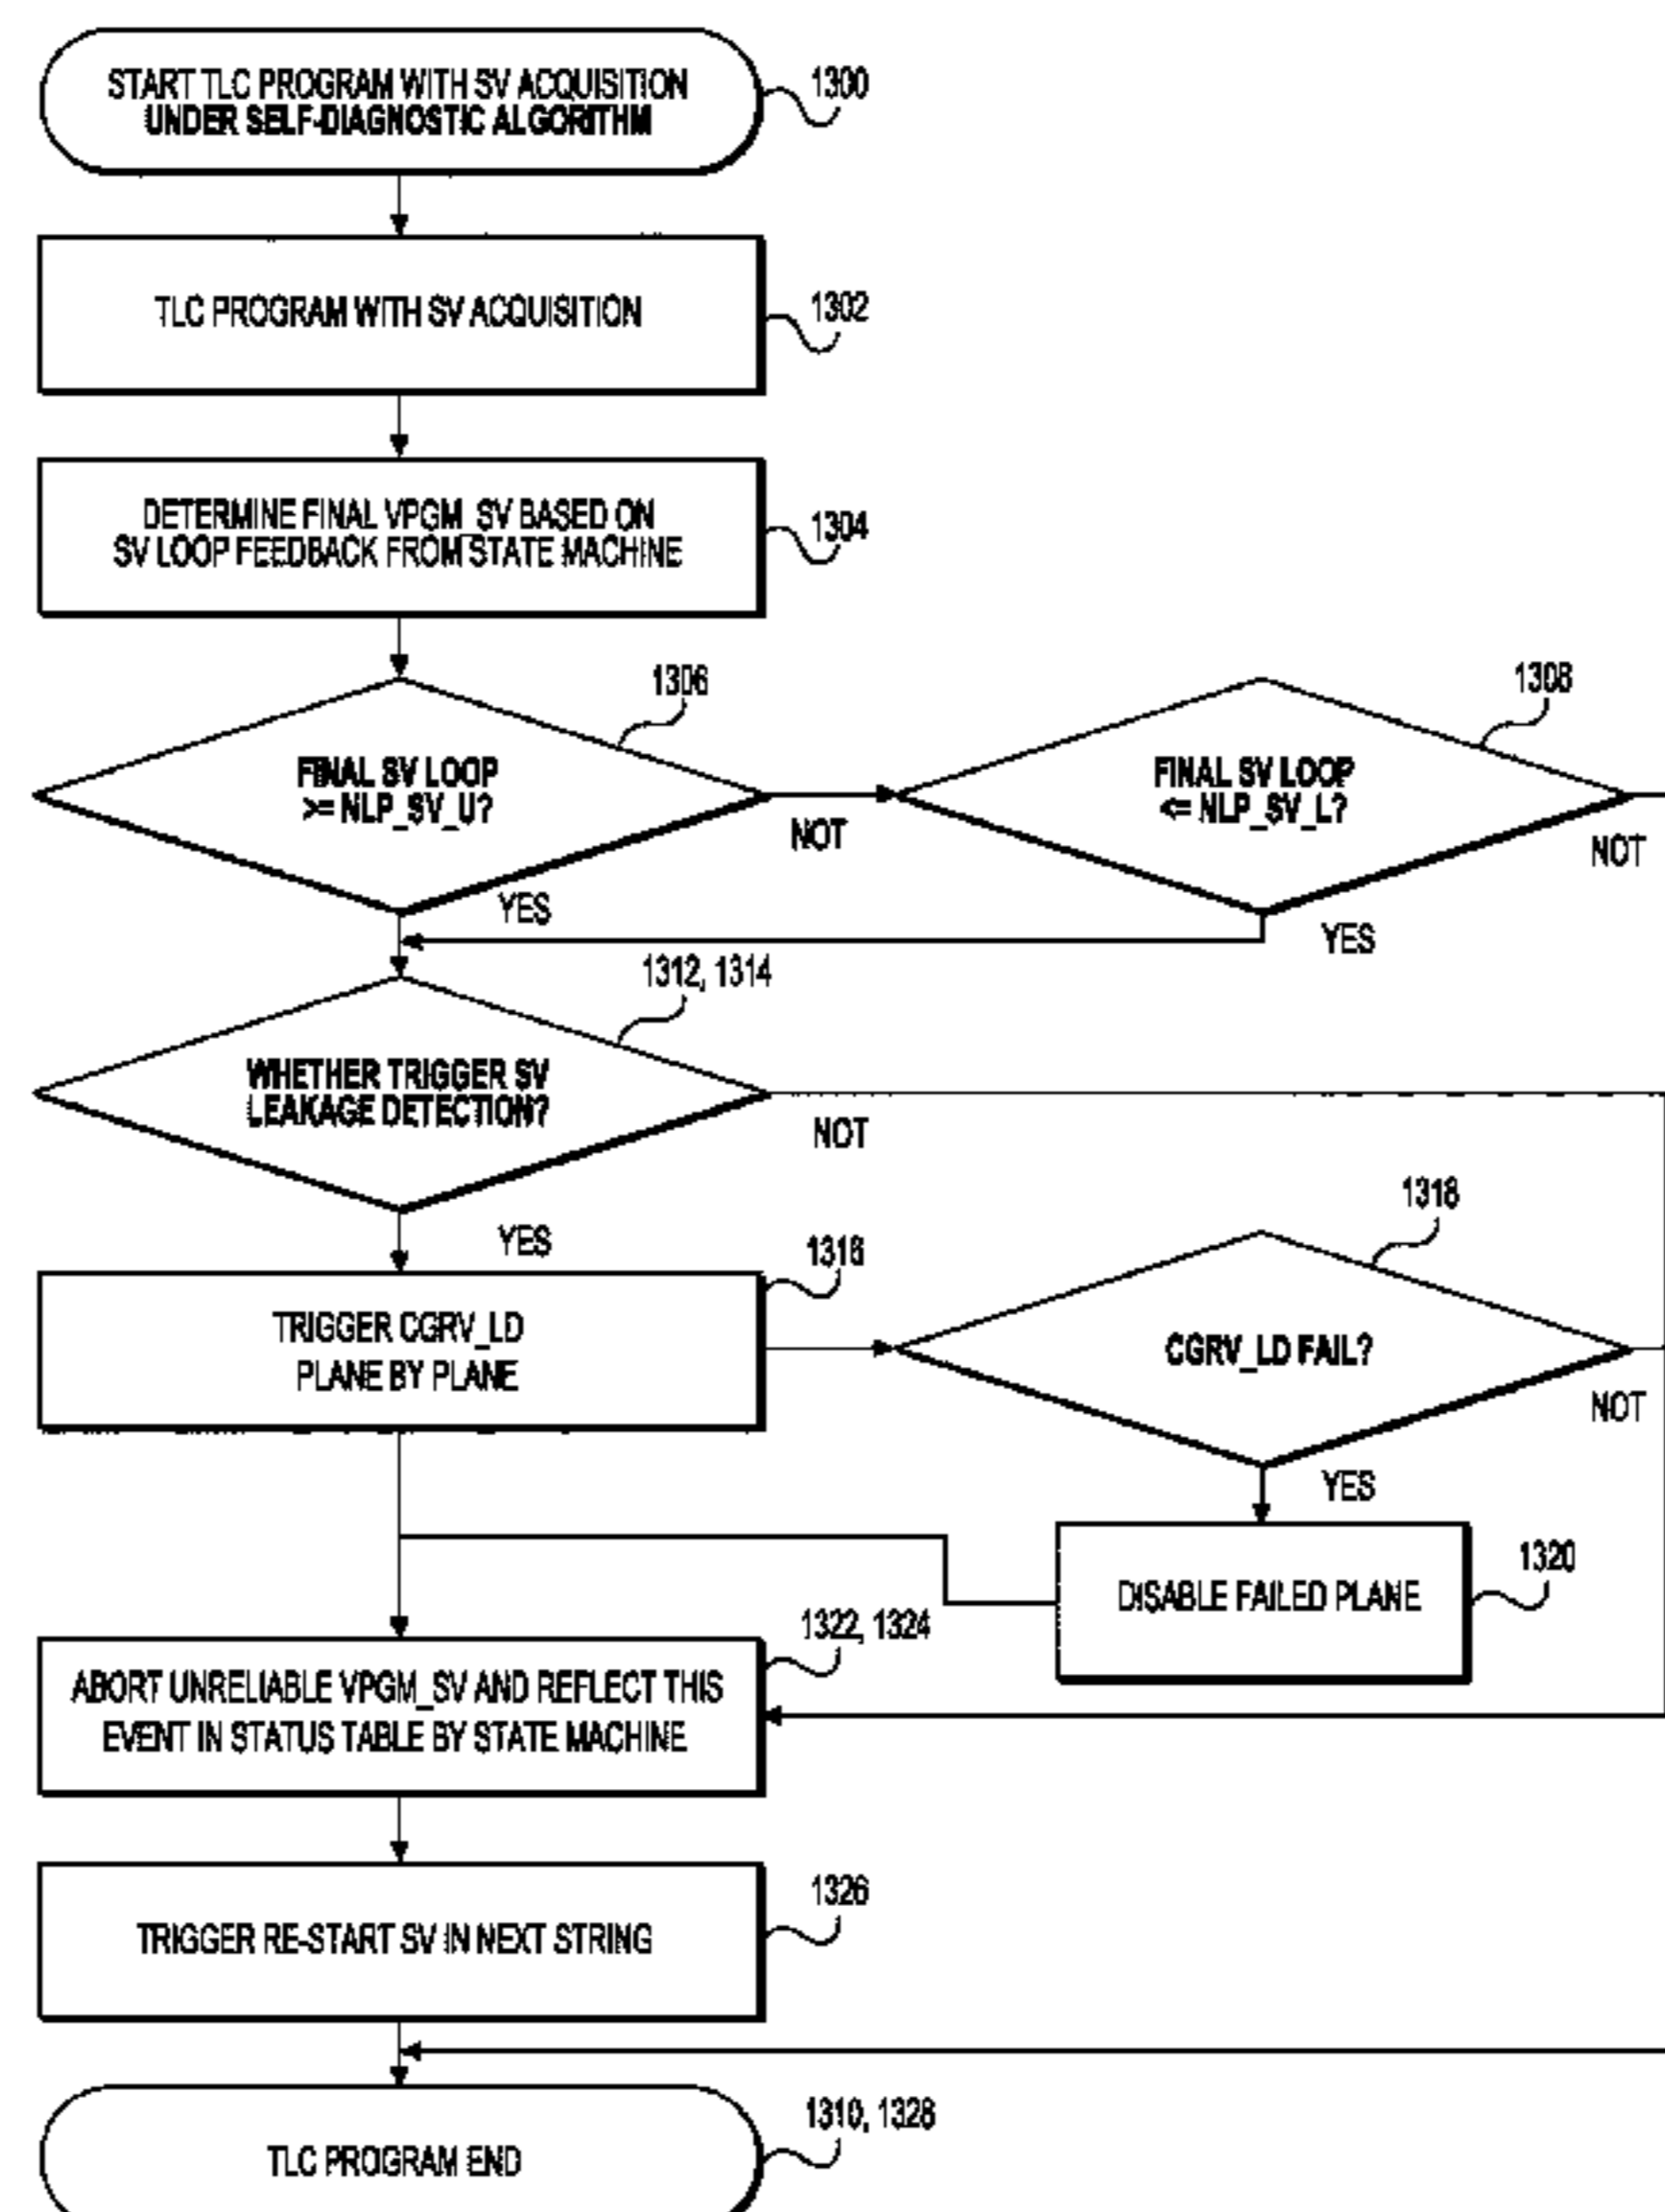 START TLC PROGRAM WITH SV ACQUISITION
UNDER SELF-DIAGNOSTIC ALGORITHM
1300
TLC PROGRAM WITH SV ACQUISITION
1302
DETERMINE FINAL VPGM_SV BASED ON
SV LOOP FEEDBACK FROM STATE MACHINE
1304
1306
FINAL SV LOOP
>= NLP_SV_U?
NOT
YES
1308
FINAL SV LOOP
<= NLP_SV_L?
NOT
YES
1312, 1314
WHETHER TRIGGER SV
LEAKAGE DETECTION?
NOT
YES
1316
TRIGGER CGRV_LD
PLANE BY PLANE
1318
CGRV_LD FAIL?
NOT
YES
1320
DISABLE FAILED PLANE
1322, 1324
ABORT UNRELIABLE VPGM_SV AND REFLECT THIS
EVENT IN STATUS TABLE BY STATE MACHINE
1326
TRIGGER RE-START SV IN NEXT STRING
1310, 1328
TLC PROGRAM END